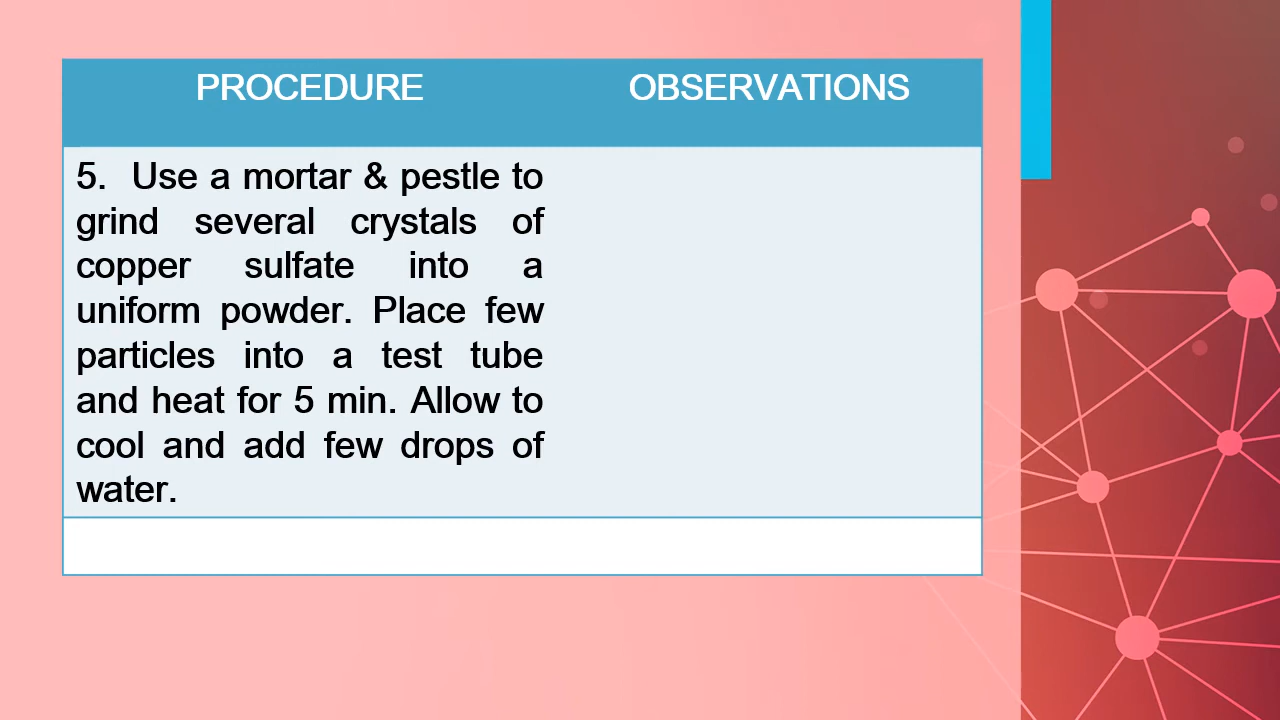 PROCEDURE OBSERVATIONS
5. Use a mortar & pestle to
grind several crystals of
copper sulfate into a
uniform powder. Place few
particles into a test tube
and heat for 5 min. Allow to
cool and add few drops of
water.